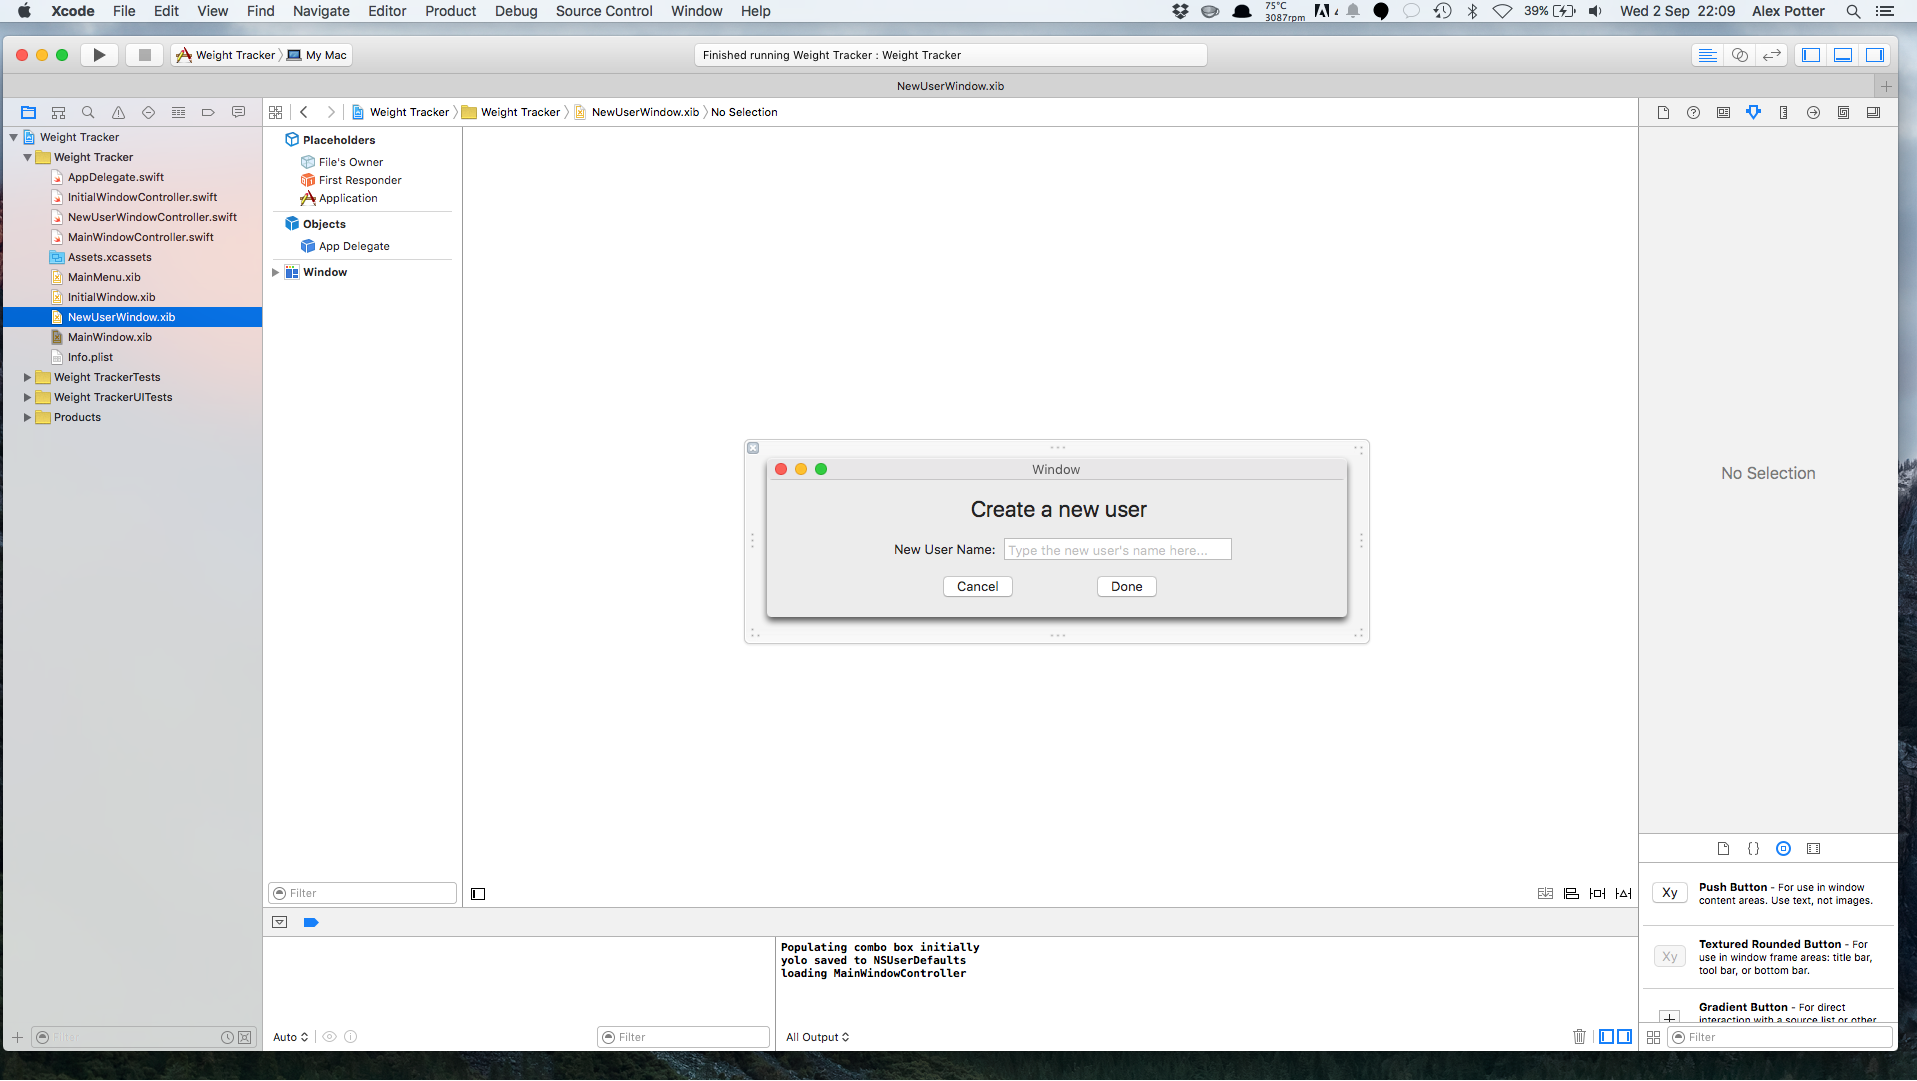 Xcode File Edit View Find Navigate Editor Product Debug Source Control Window Help
75°C
3087rpm
4
39%
Wed 2 Sep 22:09 Alex Potter
Weight Tracker My Mac
Finished running Weight Tracker : Weight Tracker
NewUserWindow.xib
Weight Tracker Weight Tracker NewUserWindow.xib No Selection
Weight Tracker
Weight Tracker
AppDelegate.swift
InitialWindowController.swift
NewUserWindowController.swift
MainWindowController.swift
Assets.xcassets
MainMenu.xib
InitialWindow.xib
NewUserWindow.xib
MainWindow.xib
Info.plist
Weight TrackerTests
Weight TrackerUITests
Products
Filter
Placeholders
File's Owner
First Responder
Application
Objects
App Delegate
Window
Filter
Window
Create a new user
New User Name: Type the new user's name here...
Cancel Done
Populating combo box initially
yolo saved to NSUserDefaults
loading MainWindowController
Auto
Filter
All Output
No Selection
Xy
Push Button - For use in window
content areas. Use text, not images.
Xy
Textured Rounded Button - For
use in window frame areas: title bar,
tool bar, or bottom bar.
Gradient Button - For direct
interaction with a source list or other
Filter